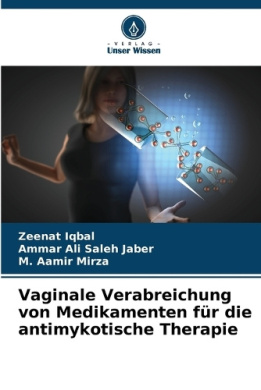 - VERLAG -
Unser Wissen
Zeenat Iqbal
Ammar Ali Saleh Jaber
M. Aamir Mirza
Vaginale Verabreichung
von Medikamenten für die
antimykotische Therapie